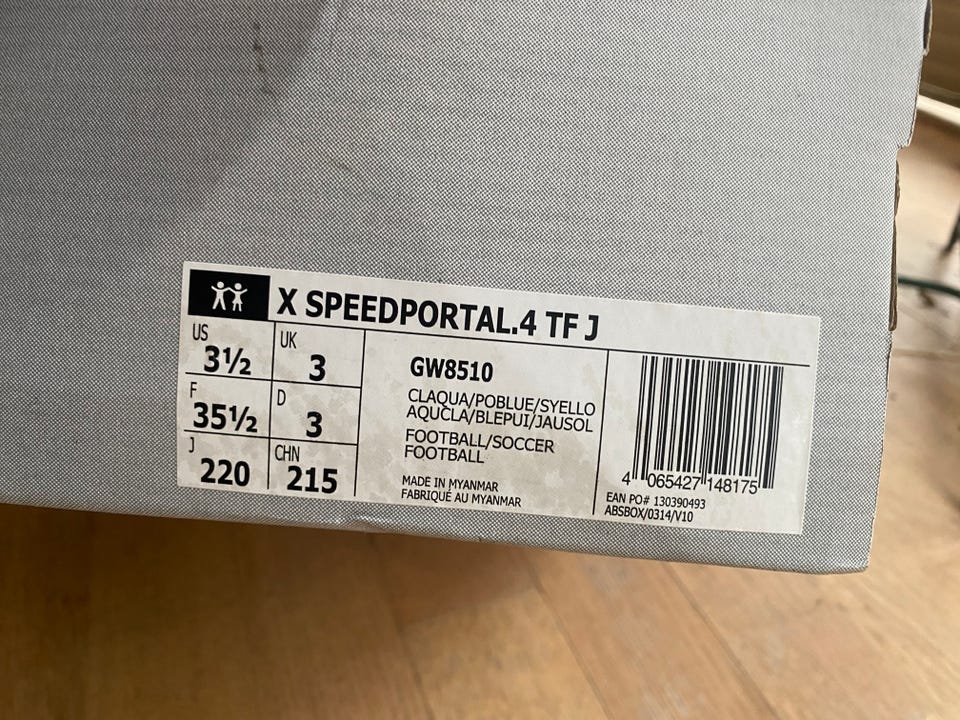 X SPEEDPORTAL.4 TF J
US 3½ UK 3
F 35½ D 3
J 220 CHN 215
GW8510
CLAQUA/POBLUE/SYELLO
AQUCLA/BLEPUI/JAUSOL
FOOTBALL/SOCCER
FOOTBALL
MADE IN MYANMAR
FABRIQUÉ AU MYANMAR
4 065427 148175
EAN PO# 130390493
ABSBOX/0314/V10